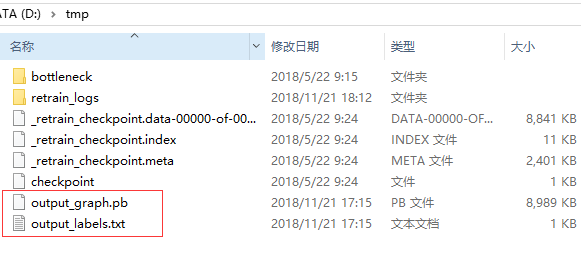 ATA (D:) › tmp
名称 修改日期 类型 大小
bottleneck 2018/5/22 9:15 文件夹
retrain_logs 2018/11/21 18:12 文件夹
_retrain_checkpoint.data-00000-of-00... 2018/5/22 9:24 DATA-00000-OF... 8,841 KB
_retrain_checkpoint.index 2018/5/22 9:24 INDEX 文件 11 KB
_retrain_checkpoint.meta 2018/5/22 9:24 META 文件 2,401 KB
checkpoint 2018/5/22 9:24 文件 1 KB
output_graph.pb 2018/11/21 17:15 PB 文件 8,989 KB
output_labels.txt 2018/11/21 17:15 文本文档 1 KB